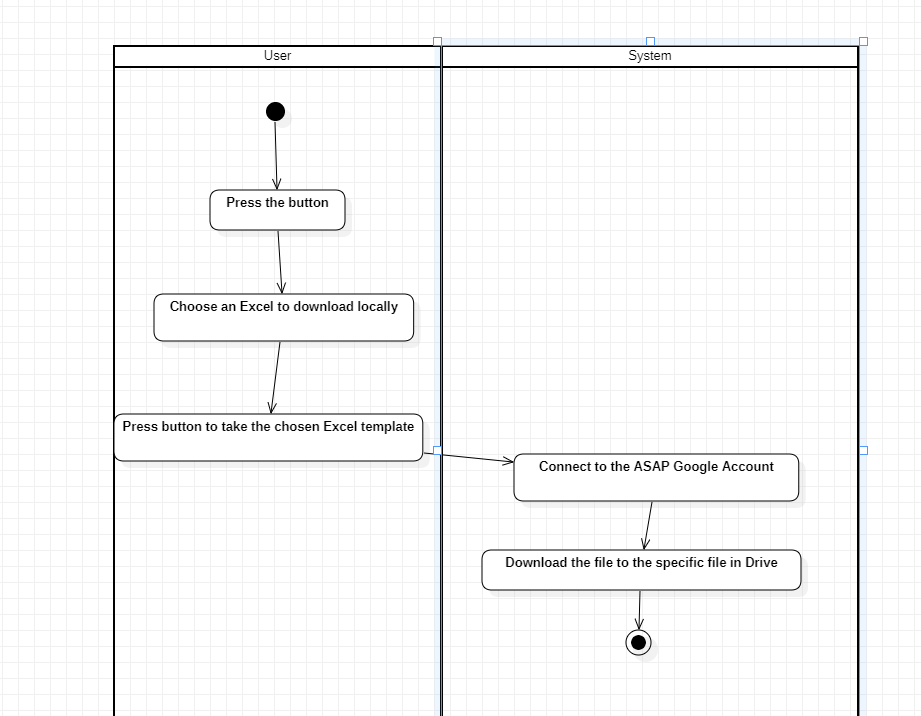 User
System
Press the button
Choose an Excel to download locally
Press button to take the chosen Excel template
Connect to the ASAP Google Account
Download the file to the specific file in Drive